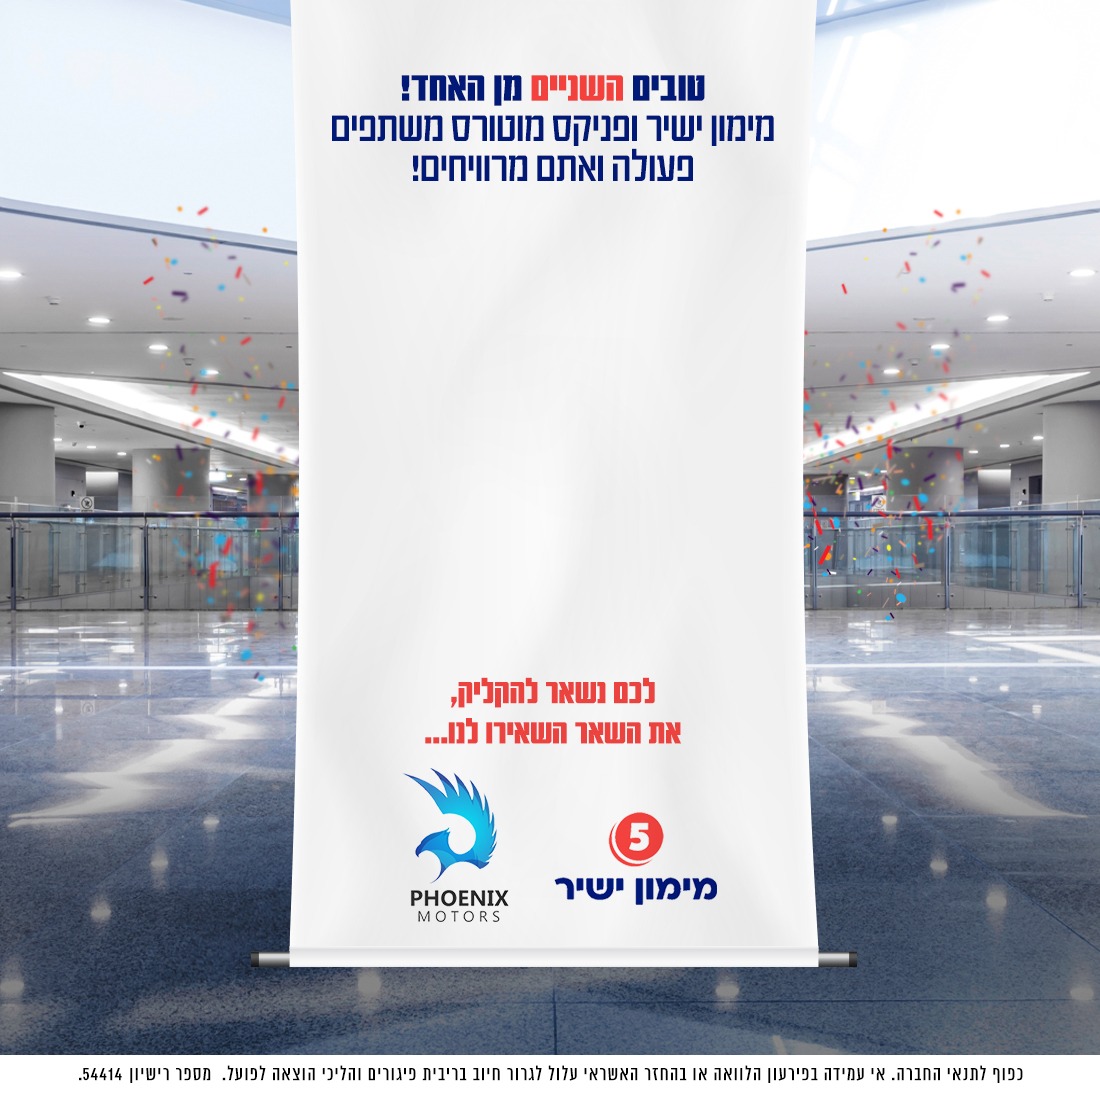 טובים השניים מן האחד!
מימון ישיר ופניקס מוטורס משתפים
פעולה ואתם מרוויחים!
לכם נשאר להקליק,
את השאר השאירו לנו...
5
מימון ישיר
PHOENIX
MOTORS
כפוף לתנאי החברה. אי עמידה בפירעון הלוואה או בהחזר האשראי עלול לגרור חיוב בריבית פיגורים והליכי הוצאה לפועל. מספר רישיון 54414.